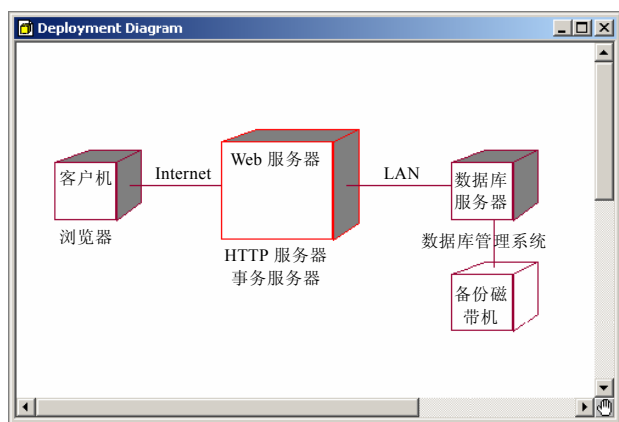 Deployment Diagram
客户机
Internet
Web 服务器
LAN
数据库
服务器
浏览器
HTTP 服务器
事务服务器
数据库管理系统
备份磁
带机